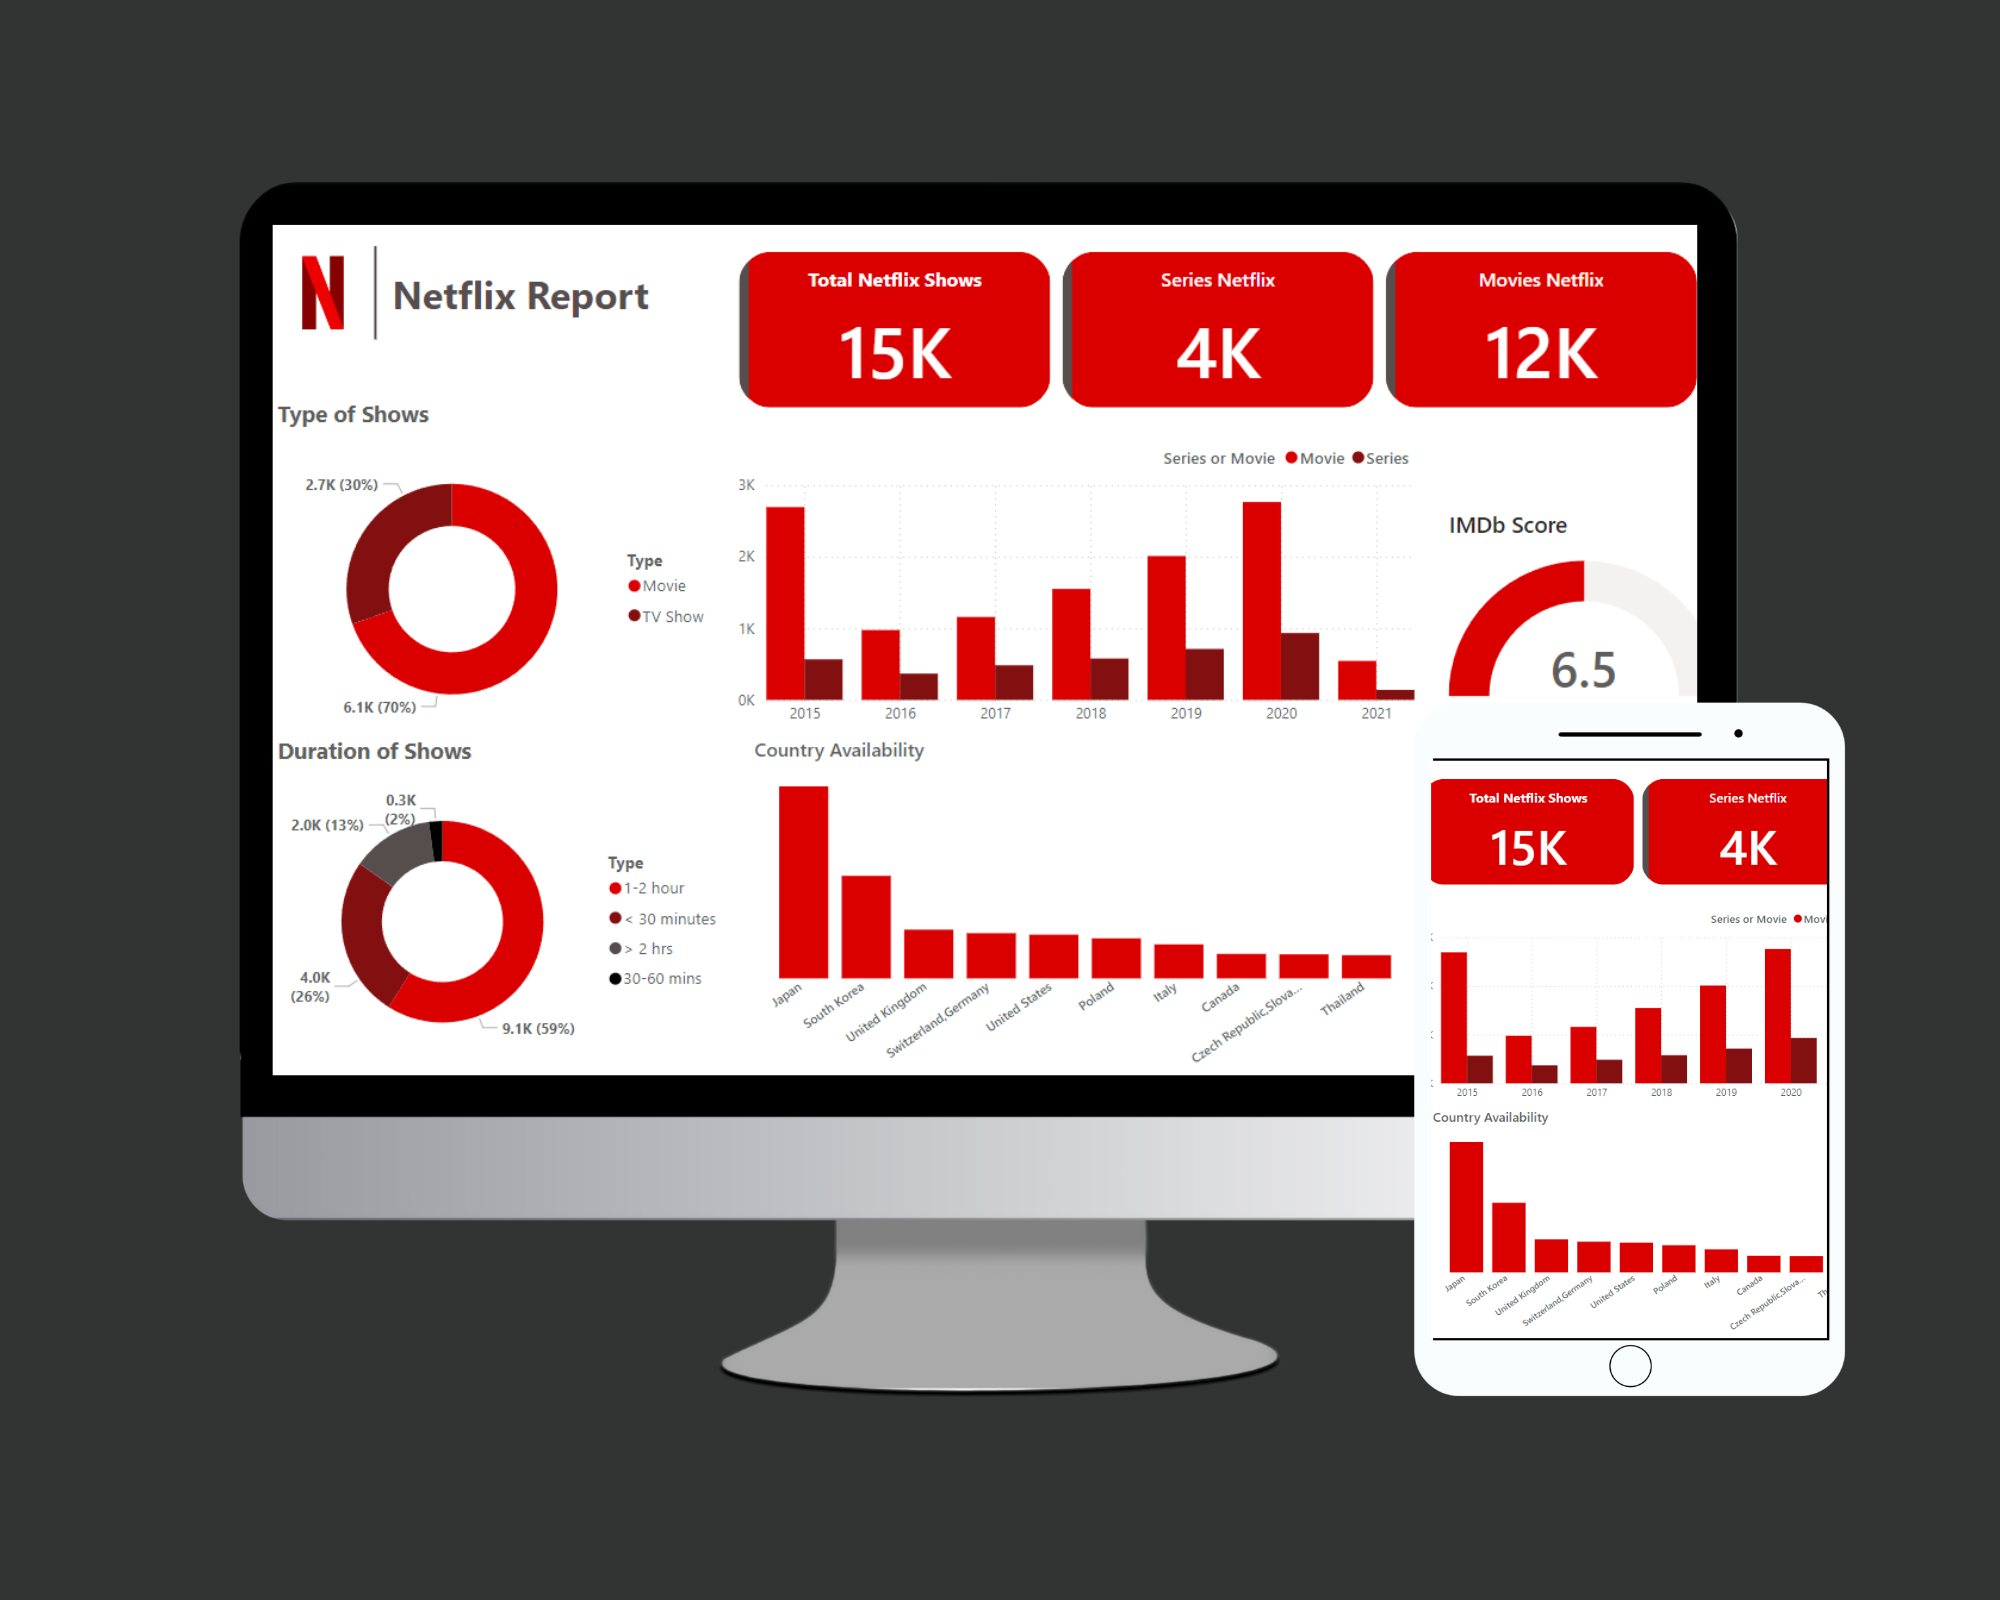 N
Netflix Report
Total Netflix Shows
15K
Series Netflix
4K
Movies Netflix
12K
Type of Shows
2.7K (30%)
6.1K (70%)
Type
Movie
TV Show
Series or Movie Movie Series
3K
2K
1K
0K
2015 2016 2017 2018 2019 2020 2021
IMDb Score
6.5
Duration of Shows
0.3K
(2%)
2.0K (13%)
4.0K
(26%)
9.1K (59%)
Type
1-2 hour
< 30 minutes
> 2 hrs
30-60 mins
Country Availability
Japan
South Korea
United Kingdom
Switzerland,Germany
United States
Poland
Italy
Canada
Czech Republic,Slova...
Thailand
Total Netflix Shows
15K
Series Netflix
4K
Series or Movie Movi
2015 2016 2017 2018 2019 2020
Country Availability
Japan
South Korea
United Kingdom
Switzerland,Germany
United States
Poland
Italy
Canada
Czech Republic,Slova...
Th